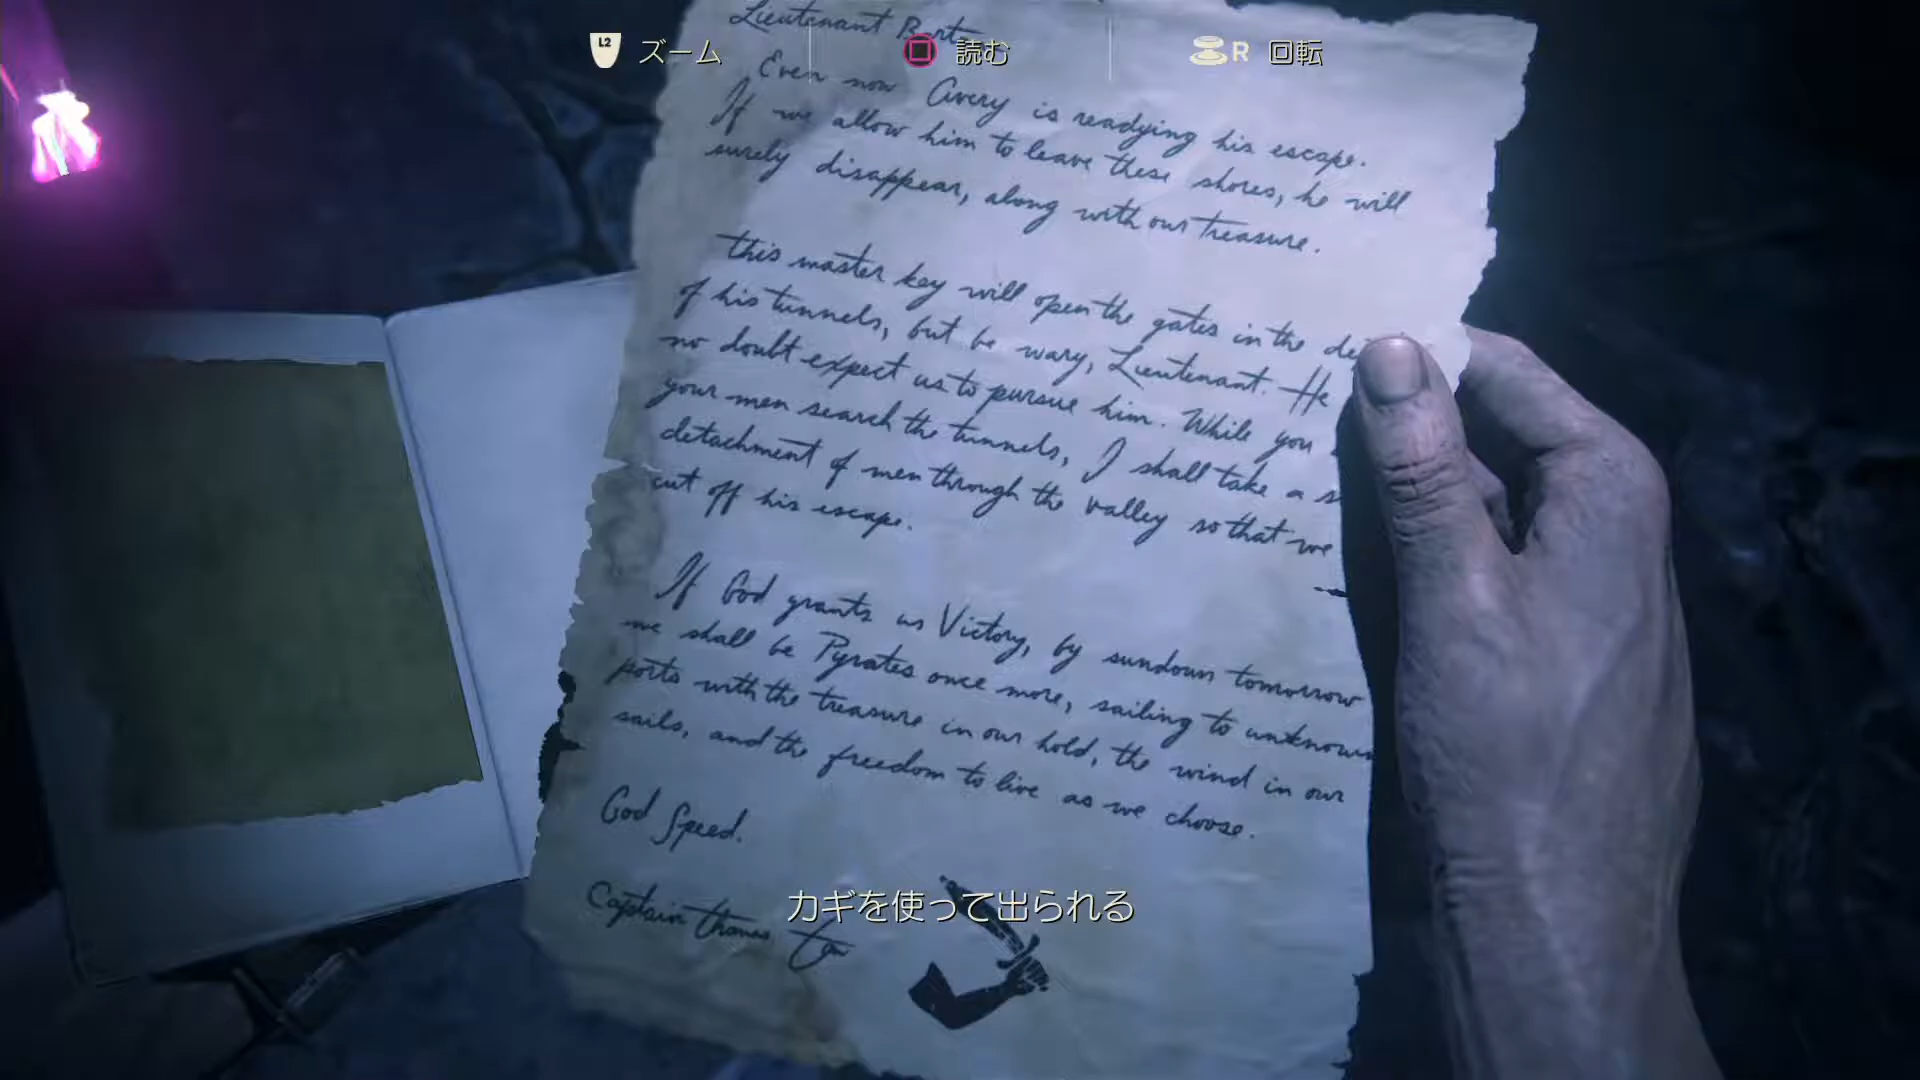 L2 ズーム 読む R 回転
Lieutenant
Even now Avery is readying his escape.
If we allow him to leave these shores, he will
surely disappear, along with our treasure.
this master key will open the gates in the de
of his tunnels, but be wary, Lieutenant. He
no doubt expect us to pursue him. While you
your men search the tunnels, I shall take a s
detachment of men through the valley so that we
cut off his escape.
If God grants us Victory, by sundown tomorrow
we shall be Pyrates once more, sailing to unknown
ports with the treasure in our hold, the wind in our
sails, and the freedom to live as we choose.
God Speed.
Captain Thomas Tew
カギを使って出られる